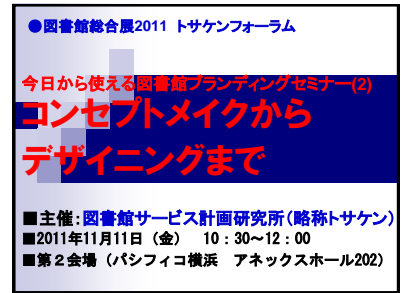 ●図書館総合展2011 トサケンフォーラム
今日から使える図書館ブランディングセミナー(2)
コンセプトメイクから
デザイニングまで
■主催：図書館サービス計画研究所（略称トサケン）
■2011年11月11日（金） 10：30～12：00
■第２会場（パシフィコ横浜 アネックスホール202）